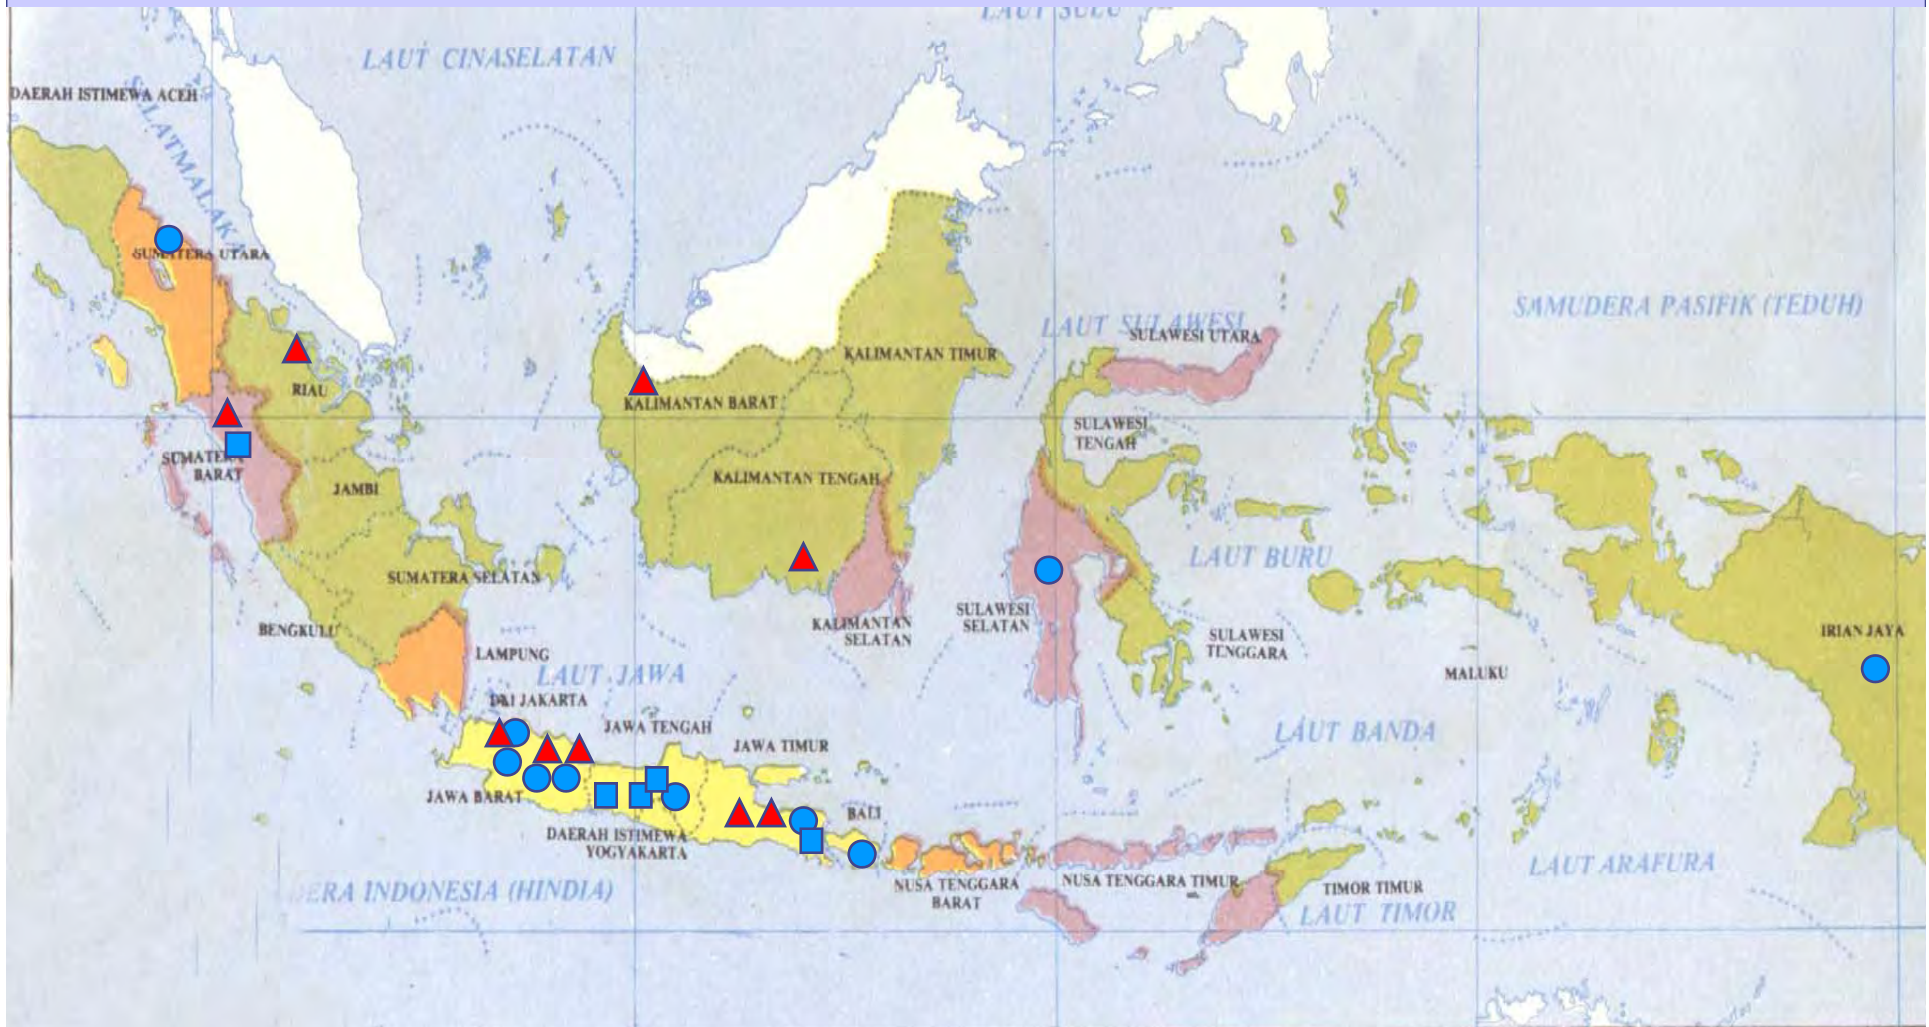 LAUT SULU
LAUT CINASELATAN
DAERAH ISTIMEWA ACEH
SELATMALAKA
SUMATERA UTARA
SAMUDERA PASIFIK (TEDUH)
LAUT SULAWESI
SULAWESI UTARA
KALIMANTAN TIMUR
RIAU
KALIMANTAN BARAT
SULAWESI
TENGAH
SUMATERA
BARAT
JAMBI
KALIMANTAN TENGAH
LAUT BURU
SUMATERA SELATAN
SULAWESI
SELATAN
KALIMANTAN
SELATAN
BENGKULU
IRIAN JAYA
SULAWESI
TENGGARA
LAMPUNG
LAUT JAWA
MALUKU
DKI JAKARTA
JAWA TENGAH
LAUT BANDA
JAWA TIMUR
JAWA BARAT
BALI
DAERAH ISTIMEWA
YOGYAKARTA
LAUT ARAFURA
DERA INDONESIA (HINDIA)
NUSA TENGGARA
BARAT
NUSA TENGGARA TIMUR
TIMOR TIMUR
LAUT TIMOR